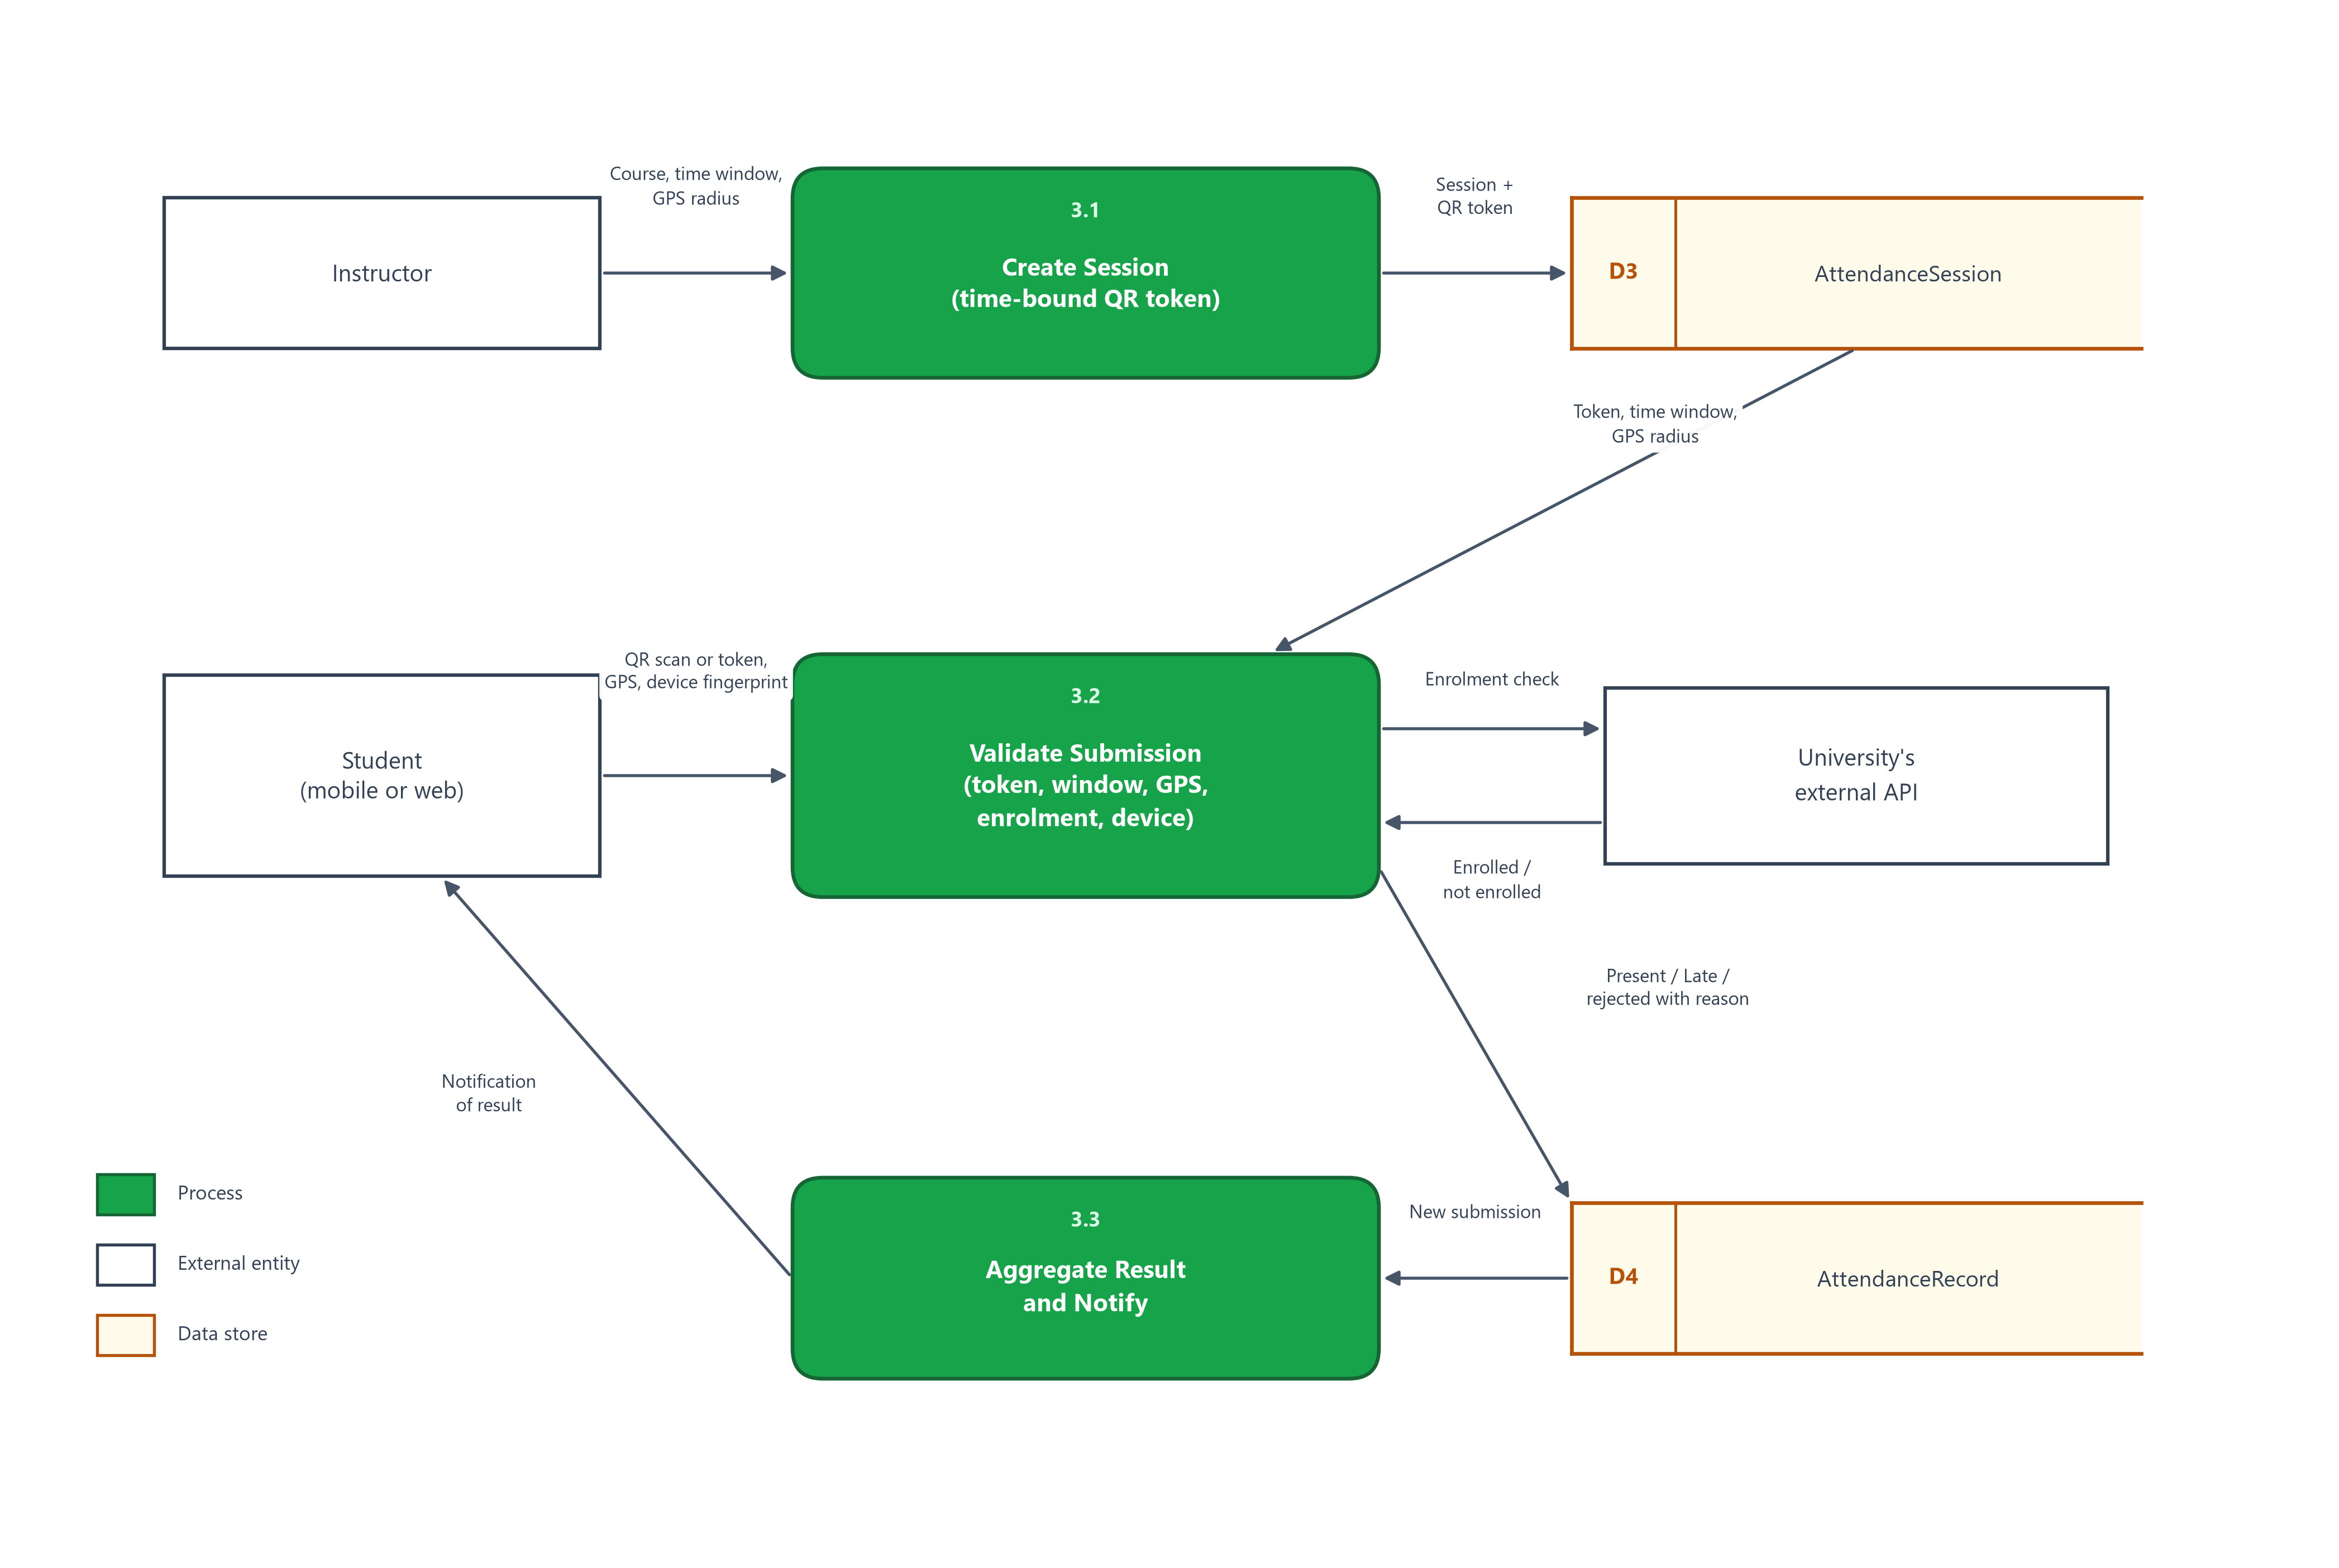 Course, time window,
GPS radius
Instructor
3.1
Create Session
(time-bound QR token)
Session +
QR token
D3
AttendanceSession
Token, time window,
GPS radius
QR scan or token,
GPS, device fingerprint
Student
(mobile or web)
3.2
Validate Submission
(token, window, GPS,
enrolment, device)
Enrolment check
University's
external API
Enrolled /
not enrolled
Present / Late /
rejected with reason
Notification
of result
3.3
Aggregate Result
and Notify
New submission
D4
AttendanceRecord
Process
External entity
Data store